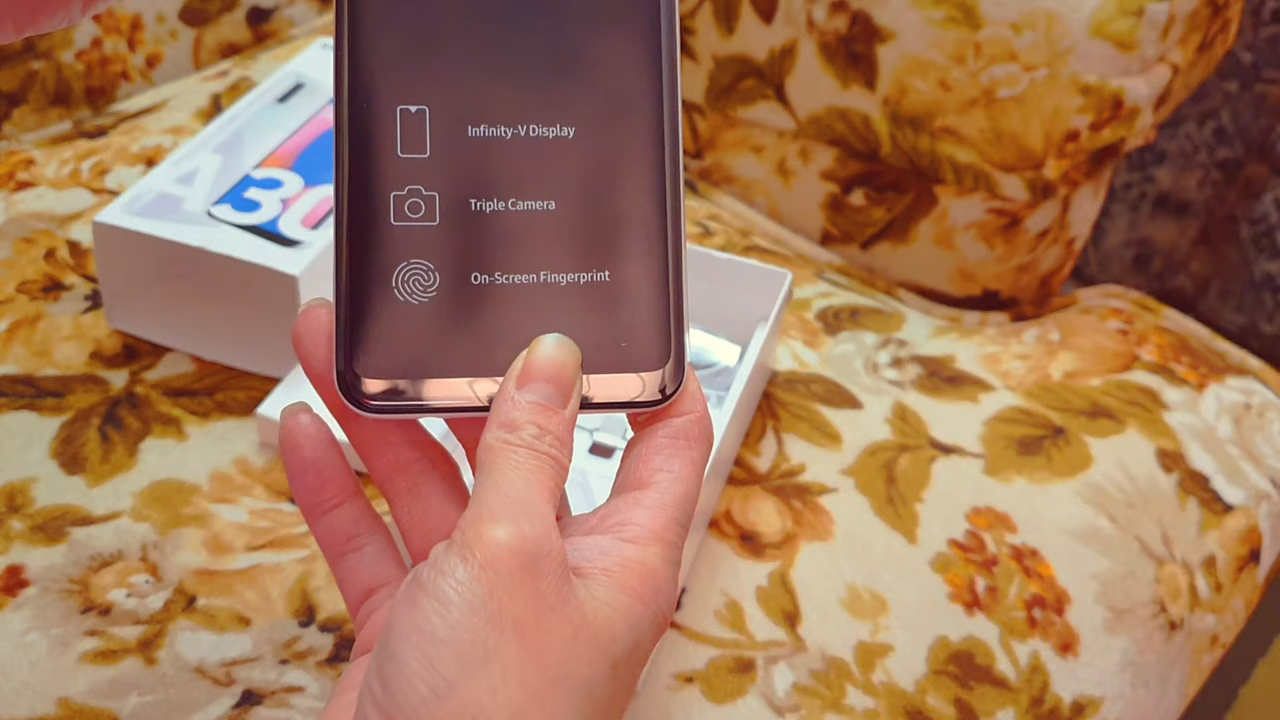 A30
Infinity-V Display
Triple Camera
On-Screen Fingerprint